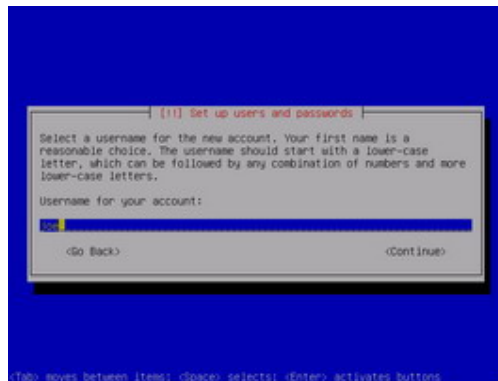 [!!] Set up users and passwords
Select a username for the new account. Your first name is a
reasonable choice. The username should start with a lower-case
letter, which can be followed by any combination of numbers and more
lower-case letters.
Username for your account:
joe
<Go Back> <Continue>
<Tab> moves between items; <Space> selects; <Enter> activates buttons